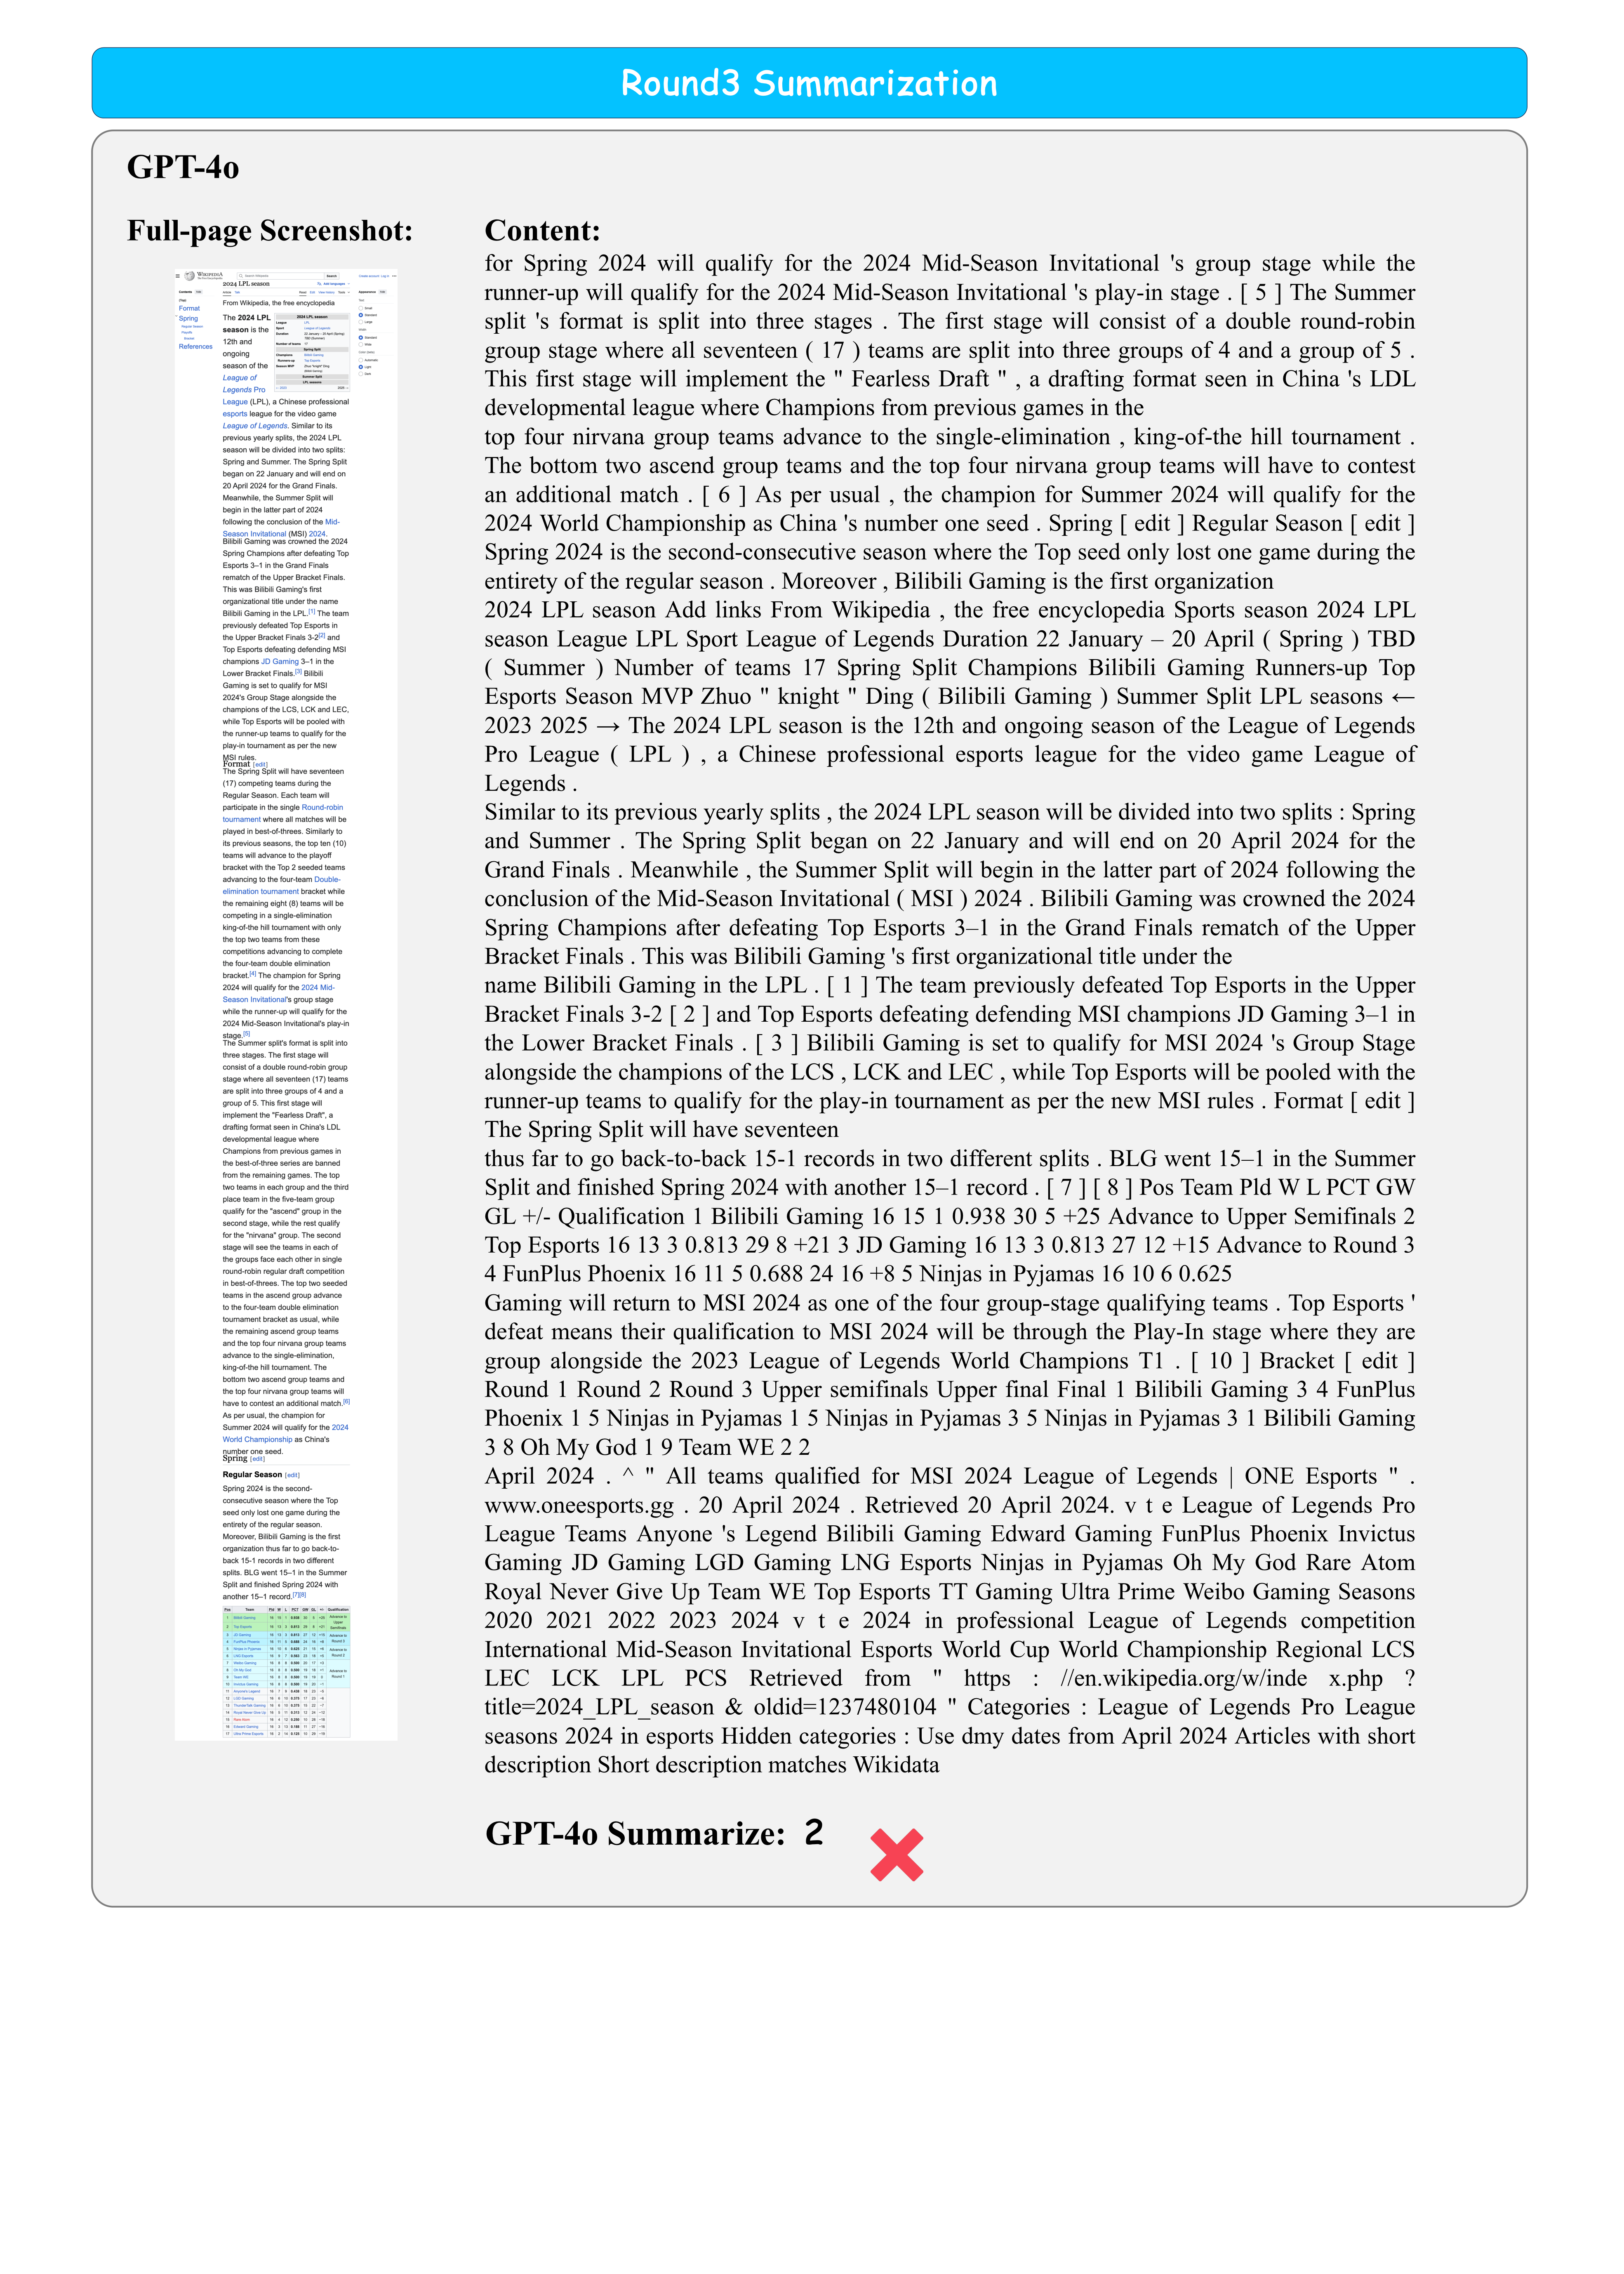 Round3 Summarization
GPT-4o
Full-page Screenshot:
WIKIPEDIA
The Free Encyclopedia
Search Wikipedia
Search
Create account Log in
2024 LPL season
Add languages
Contents
Format
Spring
Regular Season
Playoffs
Bracket
References
From Wikipedia, the free encyclopedia
The 2024 LPL
season is the
12th and
ongoing
season of the
League of
Legends Pro
League (LPL), a Chinese professional
esports league for the video game
League of Legends. Similar to its
previous yearly splits, the 2024 LPL
season will be divided into two splits:
Spring and Summer. The Spring Split
began on 22 January and will end on
20 April 2024 for the Grand Finals.
Meanwhile, the Summer Split will
begin in the latter part of 2024
following the conclusion of the Mid-
Season Invitational (MSI) 2024.
Bilibili Gaming was crowned the 2024
Spring Champions after defeating Top
Esports 3–1 in the Grand Finals
rematch of the Upper Bracket Finals.
This was Bilibili Gaming's first
organizational title under the name
Bilibili Gaming in the LPL.[1] The team
previously defeated Top Esports in
the Upper Bracket Finals 3-2[2] and
Top Esports defeating defending MSI
champions JD Gaming 3–1 in the
Lower Bracket Finals.[3] Bilibili
Gaming is set to qualify for MSI
2024's Group Stage alongside the
champions of the LCS, LCK and LEC,
while Top Esports will be pooled with
the runner-up teams to qualify for the
play-in tournament as per the new
MSI rules.
Format [edit]
The Spring Split will have seventeen
(17) competing teams during the
Regular Season. Each team will
participate in the single Round-robin
tournament where all matches will be
played in best-of-threes. Similarly to
its previous seasons, the top ten (10)
teams will advance to the playoff
bracket with the Top 2 seeded teams
advancing to the four-team Double-
elimination tournament bracket while
the remaining eight (8) teams will be
competing in a single-elimination
king-of-the hill tournament with only
the top two teams from these
competitions advancing to complete
the four-team double elimination
bracket.[4] The champion for Spring
2024 will qualify for the 2024 Mid-
Season Invitational's group stage
while the runner-up will qualify for the
2024 Mid-Season Invitational's play-in
stage.[5]
The Summer split's format is split into
three stages. The first stage will
consist of a double round-robin group
stage where all seventeen (17) teams
are split into three groups of 4 and a
group of 5. This first stage will
implement the "Fearless Draft", a
drafting format seen in China's LDL
developmental league where
Champions from previous games in
the best-of-three series are banned
from the remaining games. The top
two teams in each group and the third
place team in the five-team group
qualify for the "ascend" group in the
second stage, while the rest qualify
for the "nirvana" group. The second
stage will see the teams in each of
the groups face each other in single
round-robin regular draft competition
in best-of-threes. The top two seeded
teams in the ascend group advance
to the four-team double elimination
tournament bracket as usual, while
the remaining ascend group teams
and the top four nirvana group teams
advance to the single-elimination,
king-of-the hill tournament. The
bottom two ascend group teams and
the top four nirvana group teams will
have to contest an additional match.[6]
As per usual, the champion for
Summer 2024 will qualify for the 2024
World Championship as China's
number one seed.
Spring [edit]
Regular Season [edit]
Spring 2024 is the second-
consecutive season where the Top
seed only lost one game during the
entirety of the regular season.
Moreover, Bilibili Gaming is the first
organization thus far to go back-to-
back 15-1 records in two different
splits. BLG went 15–1 in the Summer
Split and finished Spring 2024 with
another 15–1 record.[7][8]
Content:
for Spring 2024 will qualify for the 2024 Mid-Season Invitational 's group stage while the
runner-up will qualify for the 2024 Mid-Season Invitational 's play-in stage . [ 5 ] The Summer
split 's format is split into three stages . The first stage will consist of a double round-robin
group stage where all seventeen ( 17 ) teams are split into three groups of 4 and a group of 5 .
This first stage will implement the " Fearless Draft " , a drafting format seen in China 's LDL
developmental league where Champions from previous games in the
top four nirvana group teams advance to the single-elimination , king-of-the hill tournament .
The bottom two ascend group teams and the top four nirvana group teams will have to contest
an additional match . [ 6 ] As per usual , the champion for Summer 2024 will qualify for the
2024 World Championship as China 's number one seed . Spring [ edit ] Regular Season [ edit ]
Spring 2024 is the second-consecutive season where the Top seed only lost one game during the
entirety of the regular season . Moreover , Bilibili Gaming is the first organization
2024 LPL season Add links From Wikipedia , the free encyclopedia Sports season 2024 LPL
season League LPL Sport League of Legends Duration 22 January – 20 April ( Spring ) TBD
( Summer ) Number of teams 17 Spring Split Champions Bilibili Gaming Runners-up Top
Esports Season MVP Zhuo " knight " Ding ( Bilibili Gaming ) Summer Split LPL seasons ←
2023 2025 → The 2024 LPL season is the 12th and ongoing season of the League of Legends
Pro League ( LPL ) , a Chinese professional esports league for the video game League of
Legends .
Similar to its previous yearly splits , the 2024 LPL season will be divided into two splits : Spring
and Summer . The Spring Split began on 22 January and will end on 20 April 2024 for the
Grand Finals . Meanwhile , the Summer Split will begin in the latter part of 2024 following the
conclusion of the Mid-Season Invitational ( MSI ) 2024 . Bilibili Gaming was crowned the 2024
Spring Champions after defeating Top Esports 3–1 in the Grand Finals rematch of the Upper
Bracket Finals . This was Bilibili Gaming 's first organizational title under the
name Bilibili Gaming in the LPL . [ 1 ] The team previously defeated Top Esports in the Upper
Bracket Finals 3-2 [ 2 ] and Top Esports defeating defending MSI champions JD Gaming 3–1 in
the Lower Bracket Finals . [ 3 ] Bilibili Gaming is set to qualify for MSI 2024 's Group Stage
alongside the champions of the LCS , LCK and LEC , while Top Esports will be pooled with the
runner-up teams to qualify for the play-in tournament as per the new MSI rules . Format [ edit ]
The Spring Split will have seventeen
thus far to go back-to-back 15-1 records in two different splits . BLG went 15–1 in the Summer
Split and finished Spring 2024 with another 15–1 record . [ 7 ] [ 8 ] Pos Team Pld W L PCT GW
GL +/- Qualification 1 Bilibili Gaming 16 15 1 0.938 30 5 +25 Advance to Upper Semifinals 2
Top Esports 16 13 3 0.813 29 8 +21 3 JD Gaming 16 13 3 0.813 27 12 +15 Advance to Round 3
4 FunPlus Phoenix 16 11 5 0.688 24 16 +8 5 Ninjas in Pyjamas 16 10 6 0.625
Gaming will return to MSI 2024 as one of the four group-stage qualifying teams . Top Esports '
defeat means their qualification to MSI 2024 will be through the Play-In stage where they are
group alongside the 2023 League of Legends World Champions T1 . [ 10 ] Bracket [ edit ]
Round 1 Round 2 Round 3 Upper semifinals Upper final Final 1 Bilibili Gaming 3 4 FunPlus
Phoenix 1 5 Ninjas in Pyjamas 1 5 Ninjas in Pyjamas 3 5 Ninjas in Pyjamas 3 1 Bilibili Gaming
3 8 Oh My God 1 9 Team WE 2 2
April 2024 . ^ " All teams qualified for MSI 2024 League of Legends | ONE Esports " .
www.oneesports.gg . 20 April 2024 . Retrieved 20 April 2024. v t e League of Legends Pro
League Teams Anyone 's Legend Bilibili Gaming Edward Gaming FunPlus Phoenix Invictus
Gaming JD Gaming LGD Gaming LNG Esports Ninjas in Pyjamas Oh My God Rare Atom
Royal Never Give Up Team WE Top Esports TT Gaming Ultra Prime Weibo Gaming Seasons
2020 2021 2022 2023 2024 v t e 2024 in professional League of Legends competition
International Mid-Season Invitational Esports World Cup World Championship Regional LCS
LEC LCK LPL PCS Retrieved from " https : //en.wikipedia.org/w/inde x.php ?
title=2024_LPL_season & oldid=1237480104 " Categories : League of Legends Pro League
seasons 2024 in esports Hidden categories : Use dmy dates from April 2024 Articles with short
description Short description matches Wikidata
GPT-4o Summarize: 2